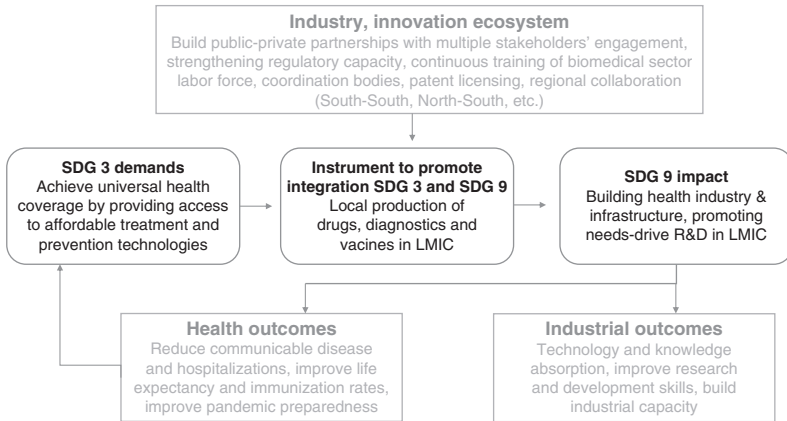 Industry, innovation ecosystem
Build public-private partnerships with multiple stakeholders' engagement,
strengthening regulatory capacity, continuous training of biomedical sector
labor force, coordination bodies, patent licensing, regional collaboration
(South-South, North-South, etc.)
SDG 3 demands
Achieve universal health
coverage by providing access
to affordable treatment and
prevention technologies
Instrument to promote
integration SDG 3 and SDG 9
Local production of
drugs, diagnostics and
vacines in LMIC
SDG 9 impact
Building health industry &
infrastructure, promoting
needs-drive R&D in LMIC
Health outcomes
Reduce communicable disease
and hospitalizations, improve life
expectancy and immunization rates,
improve pandemic preparedness
Industrial outcomes
Technology and knowledge
absorption, improve research
and development skills, build
industrial capacity